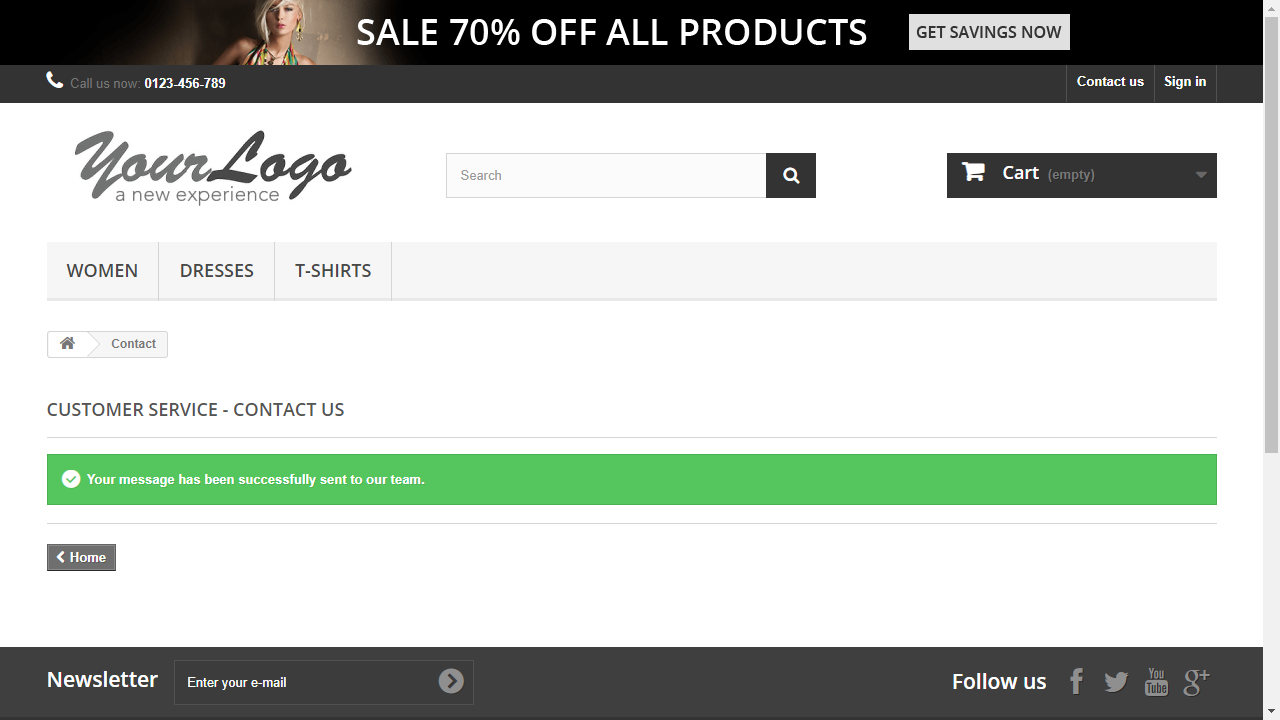 SALE 70% OFF ALL PRODUCTS GET SAVINGS NOW
Call us now: 0123-456-789 Contact us Sign in
YourLogo
a new experience
Search
Cart (empty)
WOMEN DRESSES T-SHIRTS
Contact
CUSTOMER SERVICE - CONTACT US
Your message has been successfully sent to our team.
Home
Newsletter Enter your e-mail Follow us You Tube g+